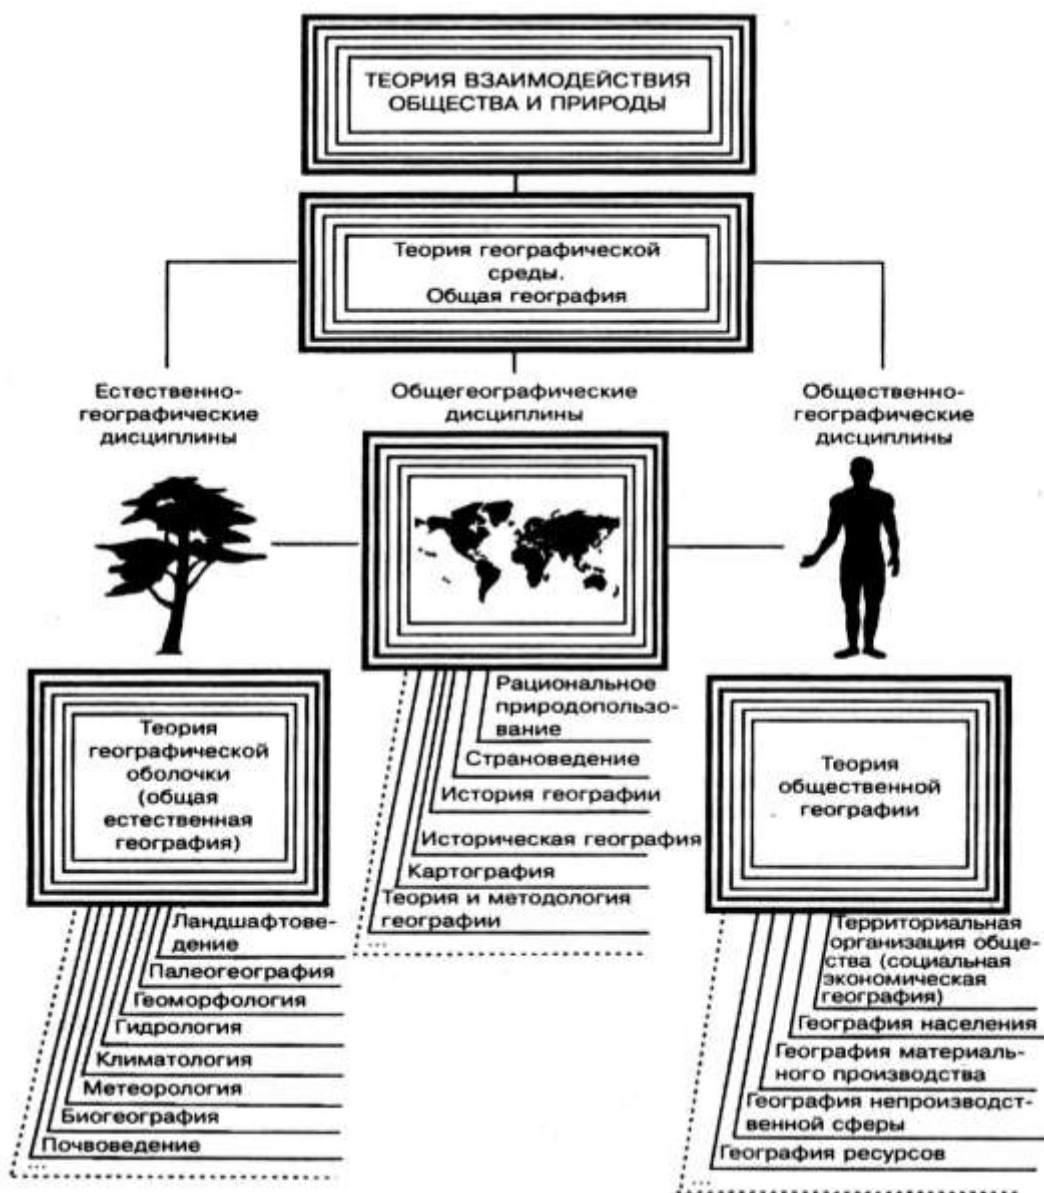 ТЕОРИЯ ВЗАИМОДЕЙСТВИЯ
ОБЩЕСТВА И ПРИРОДЫ
Теория географической
среды.
Общая география
Естественно-
географические
дисциплины
Общегеографические
дисциплины
Общественно-
географические
дисциплины
Теория
географической
оболочки
(общая
естественная
география)
Ландшафтове-
дение
Палеогеография
Геоморфология
Гидрология
Климатология
Метеорология
Биогеография
Почвоведение
...
Рациональное
природопользо-
вание
Страноведение
История географии
Историческая география
Картография
Теория и методология
географии
...
Теория
общественной
географии
Территориальная
организация обще-
ства (социальная
экономическая
география)
География населения
География материаль-
ного производства
География непроизводст-
венной сферы
География ресурсов
...